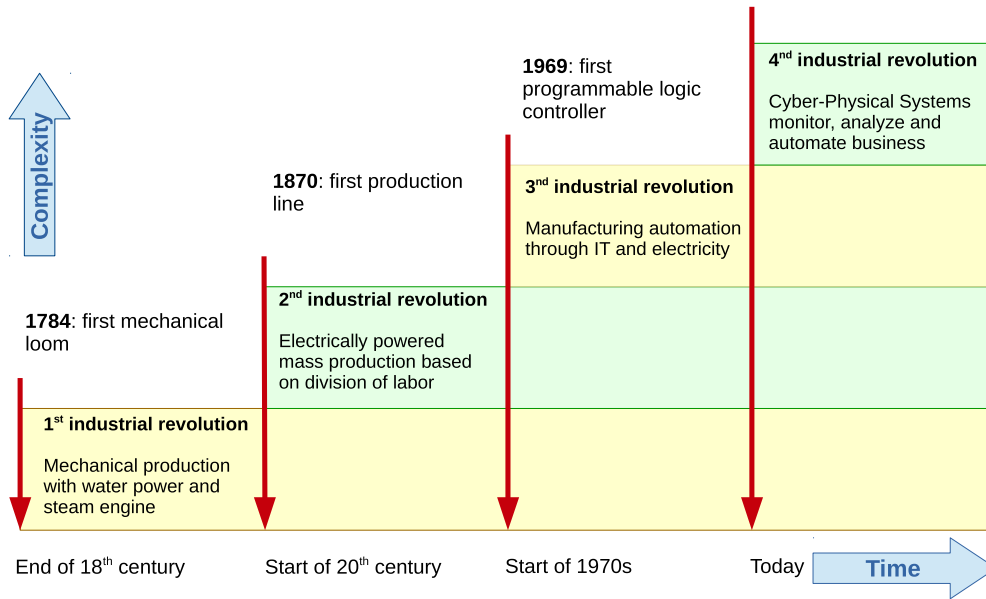 Complexity
1784: first mechanical
loom
1870: first production
line
1969: first
programmable logic
controller
1st industrial revolution
Mechanical production
with water power and
steam engine
2nd industrial revolution
Electrically powered
mass production based
on division of labor
3nd industrial revolution
Manufacturing automation
through IT and electricity
4nd industrial revolution
Cyber-Physical Systems
monitor, analyze and
automate business
End of 18th century
Start of 20th century
Start of 1970s
Today
Time